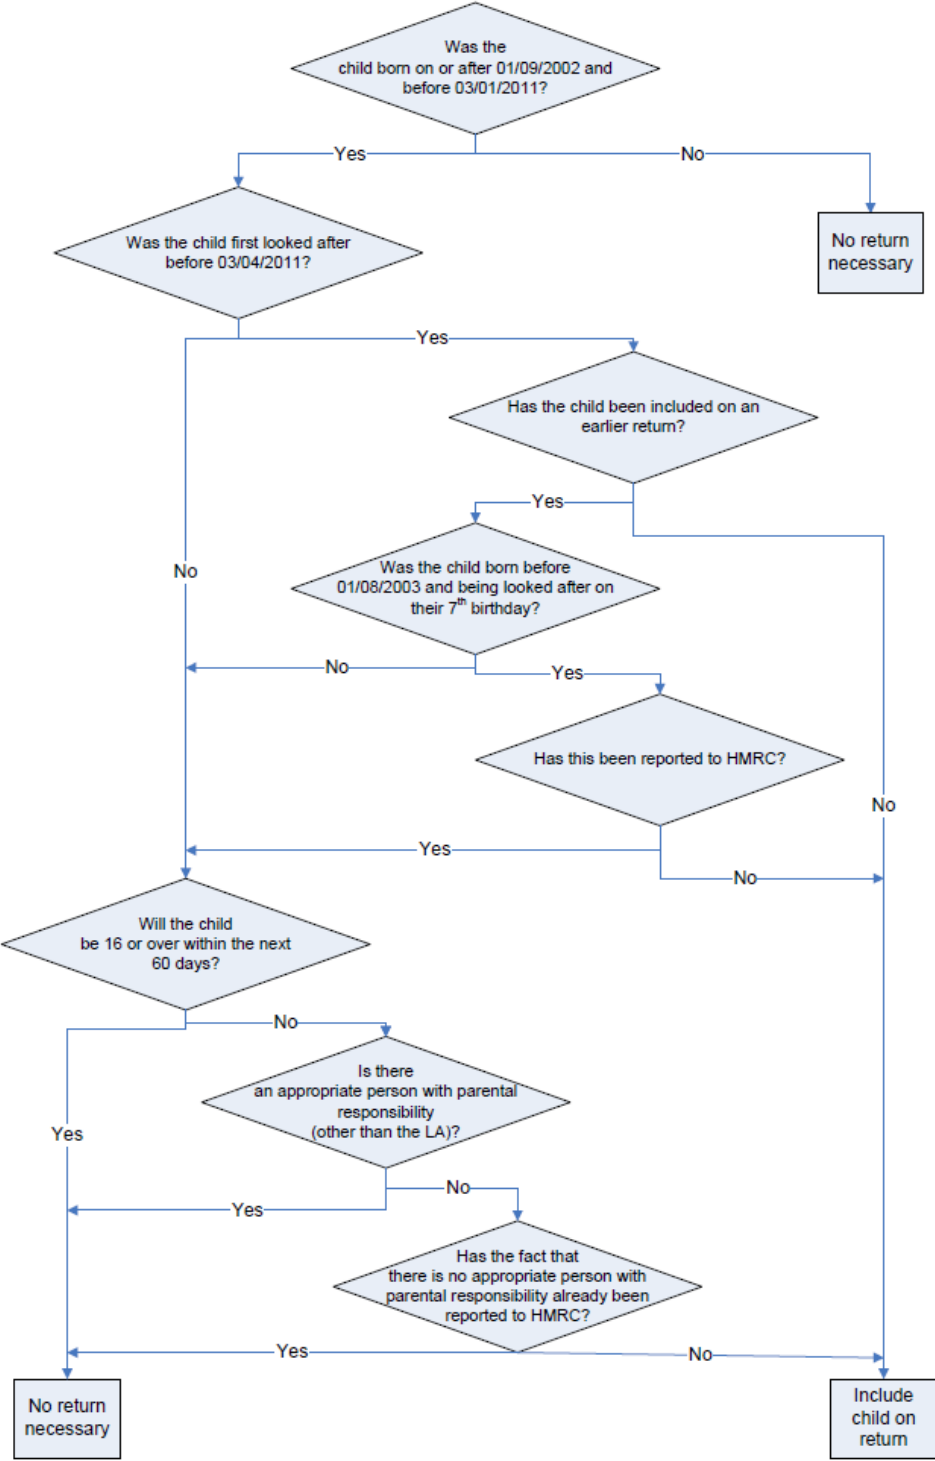 Was the
child born on or after 01/09/2002 and
before 03/01/2011?
Yes
No
Was the child first looked after
before 03/04/2011?
No return
necessary
Yes
Has the child been included on an
earlier return?
Yes
No
Was the child born before
01/08/2003 and being looked after on
their 7th birthday?
No
Yes
Has this been reported to HMRC?
No
Yes
No
Will the child
be 16 or over within the next
60 days?
No
Is there
an appropriate person with parental
responsibility
(other than the LA)?
Yes
No
Yes
Has the fact that
there is no appropriate person with
parental responsibility already been
reported to HMRC?
Yes
No
No return
necessary
Include
child on
return